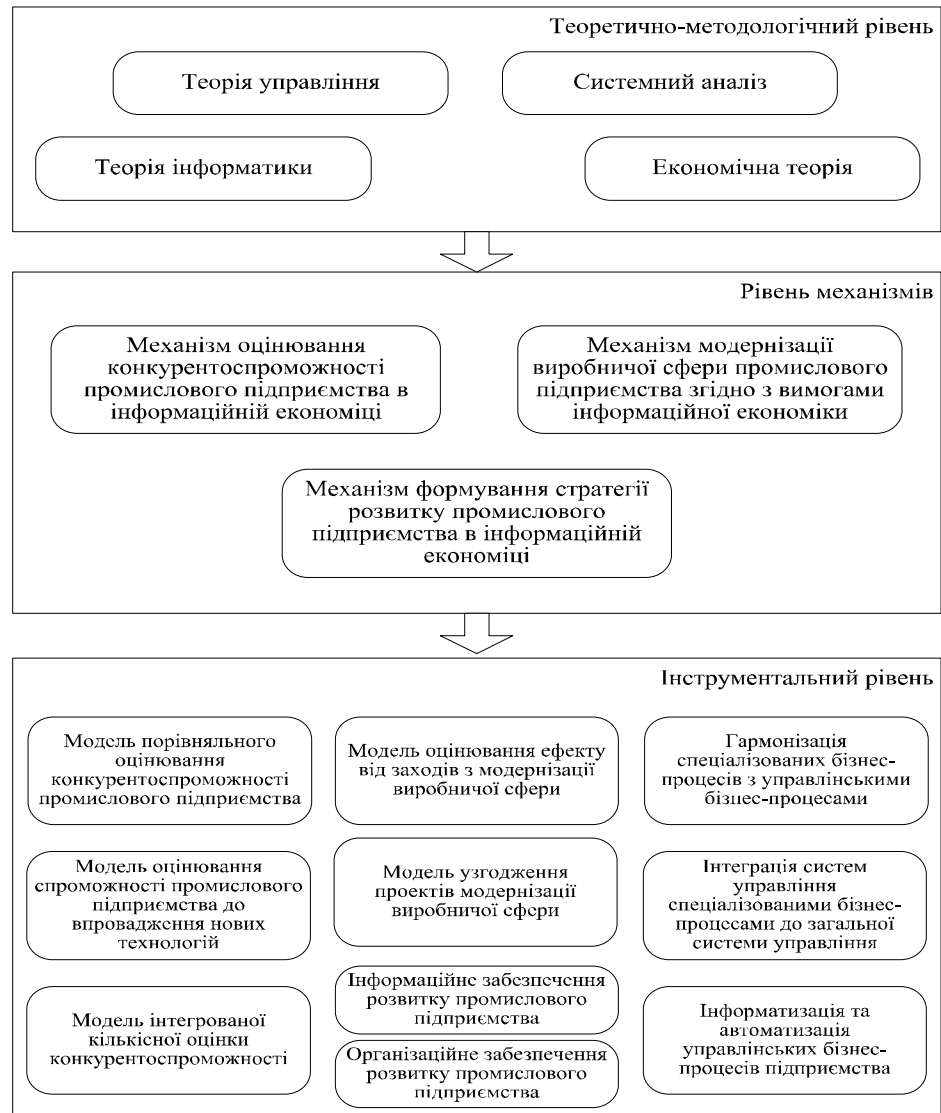 Теоретично-методологічний рівень
Теорія управління
Системний аналіз
Теорія інформатики
Економічна теорія
Рівень механізмів
Механізм оцінювання
конкурентоспроможності
промислового підприємства в
інформаційній економіці
Механізм модернізації
виробничої сфери промислового
підприємства згідно з вимогами
інформаційної економіки
Механізм формування стратегії
розвитку промислового
підприємства в інформаційній
економіці
Інструментальний рівень
Модель порівняльного
оцінювання
конкурентоспроможності
промислового підприємства
Модель оцінювання ефекту
від заходів з модернізації
виробничої сфери
Гармонізація
спеціалізованих бізнес-
процесів з управлінськими
бізнес-процесами
Модель оцінювання
спроможності промислового
підприємства до
впровадження нових
технологій
Модель узгодження
проектів модернізації
виробничої сфери
Інтеграція систем
управління
спеціалізованими бізнес-
процесами до загальної
системи управління
Модель інтегрованої
кількісної оцінки
конкурентоспроможності
Інформаційне забезпечення
розвитку промислового
підприємства
Організаційне забезпечення
розвитку промислового
підприємства
Інформатизація та
автоматизація
управлінських бізнес-
процесів підприємства